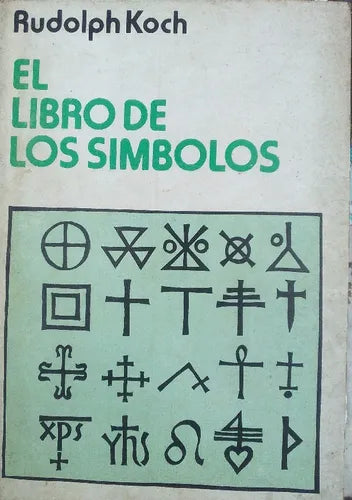 Rudolph Koch
EL
LIBRO DE
LOS SIMBOLOS